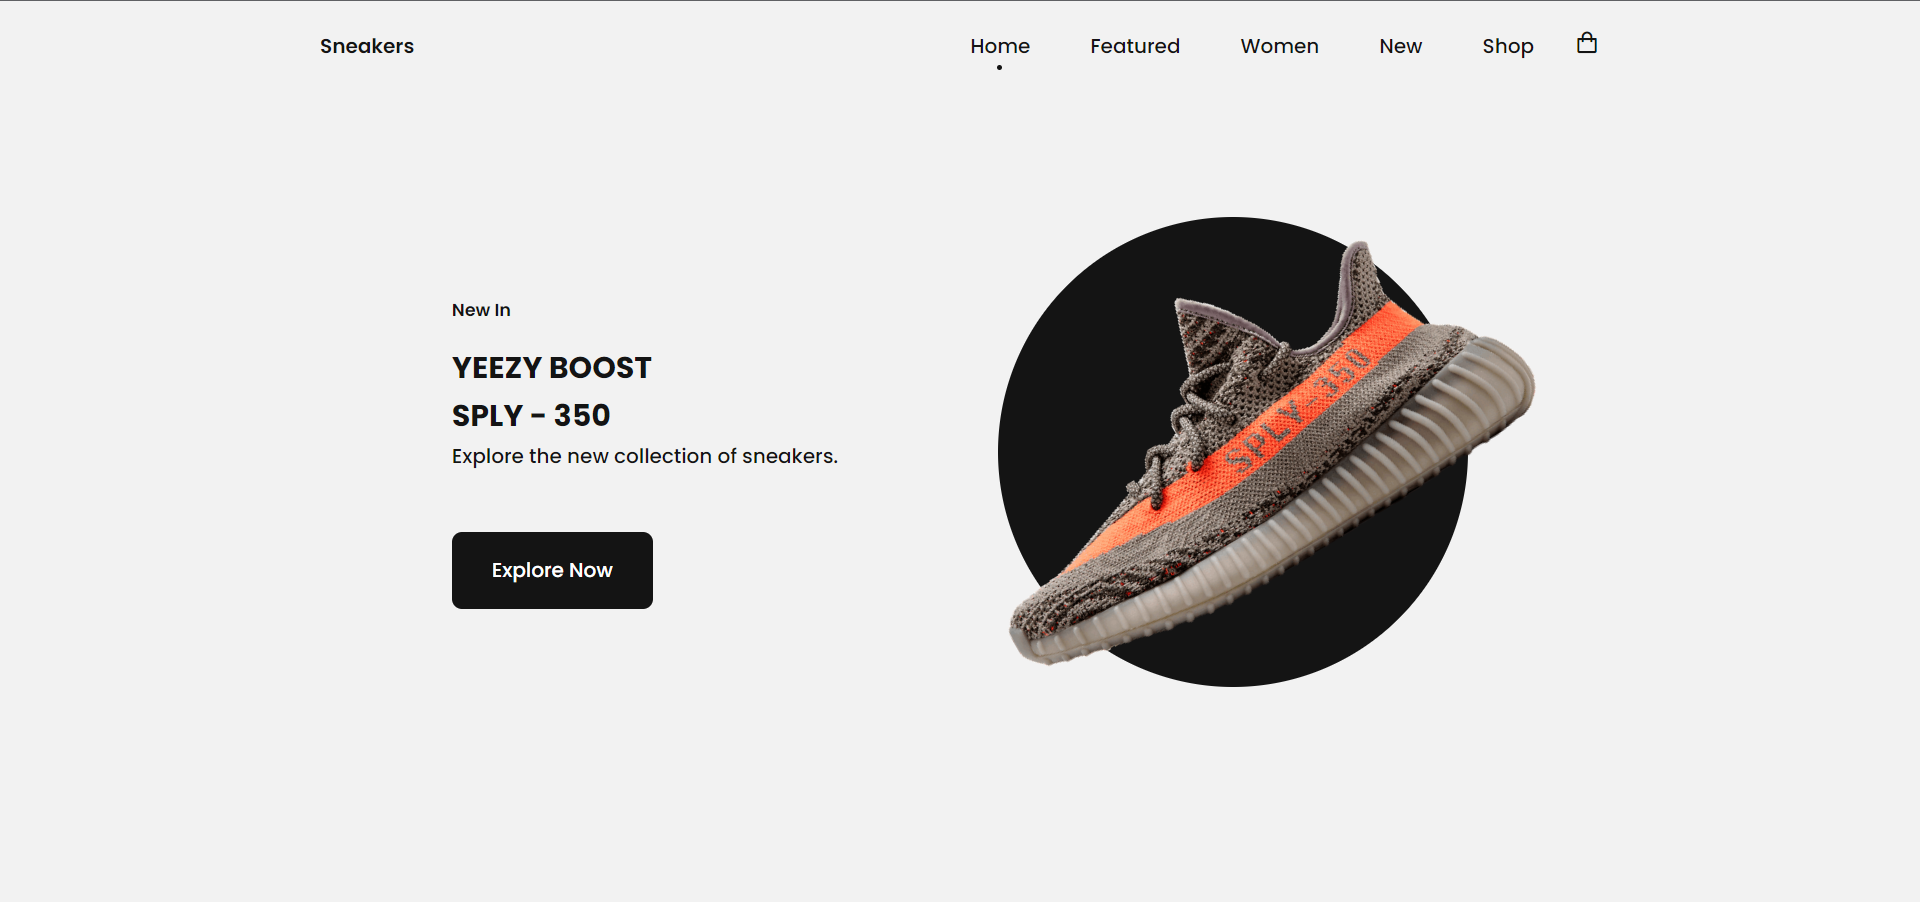 Sneakers
Home Featured Women New Shop
New In
YEEZY BOOST
SPLY - 350
Explore the new collection of sneakers.
Explore Now
SPLY-350